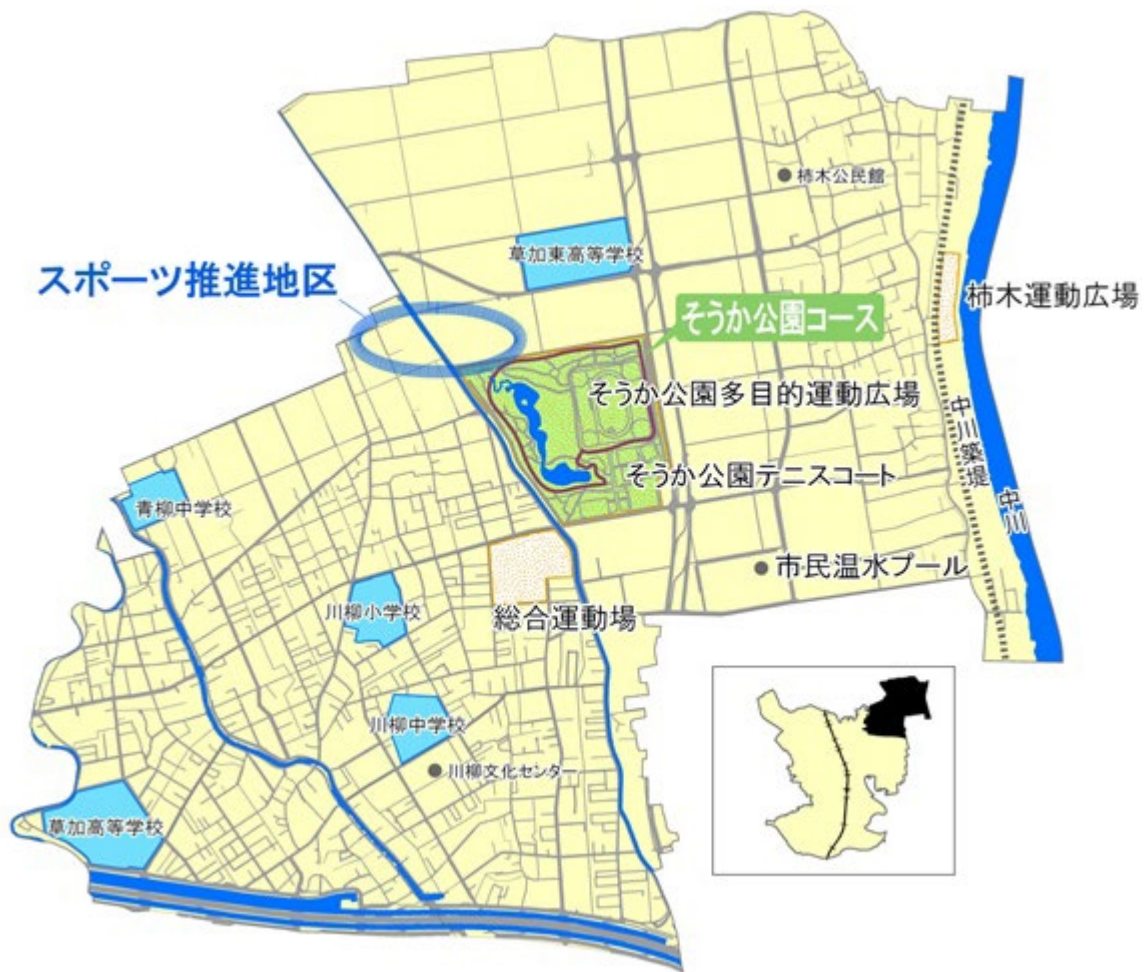 柿木公民館
草加東高等学校
スポーツ推進地区
柿木運動広場
そうか公園コース
そうか公園多目的運動広場
中川築堤
そうか公園テニスコート
青柳中学校
中川
市民温水プール
川柳小学校
総合運動場
川柳中学校
川柳文化センター
草加高等学校